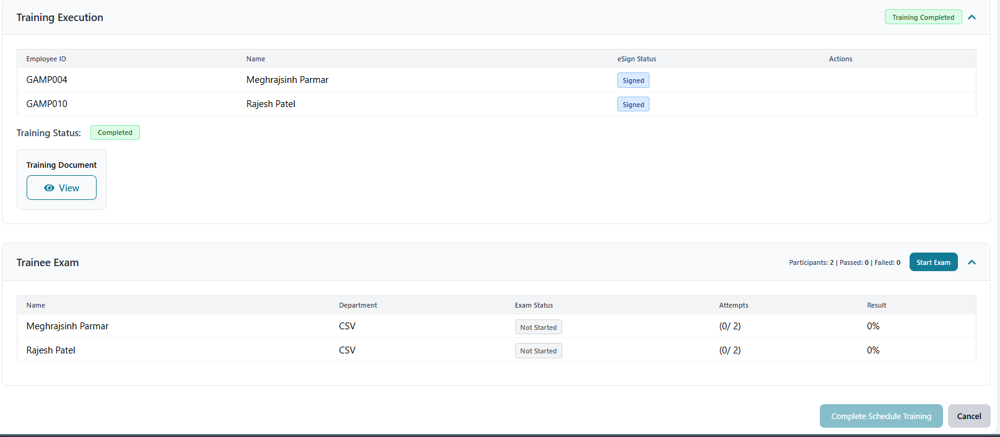 Training Execution
Training Completed
Employee ID Name eSign Status Actions
GAMP004 Meghrajsinh Parmar Signed
GAMP010 Rajesh Patel Signed
Training Status: Completed
Training Document
View
Trainee Exam
Participants: 2 | Passed: 0 | Failed: 0 Start Exam
Name Department Exam Status Attempts Result
Meghrajsinh Parmar CSV Not Started (0/ 2) 0%
Rajesh Patel CSV Not Started (0/ 2) 0%
Complete Schedule Training Cancel